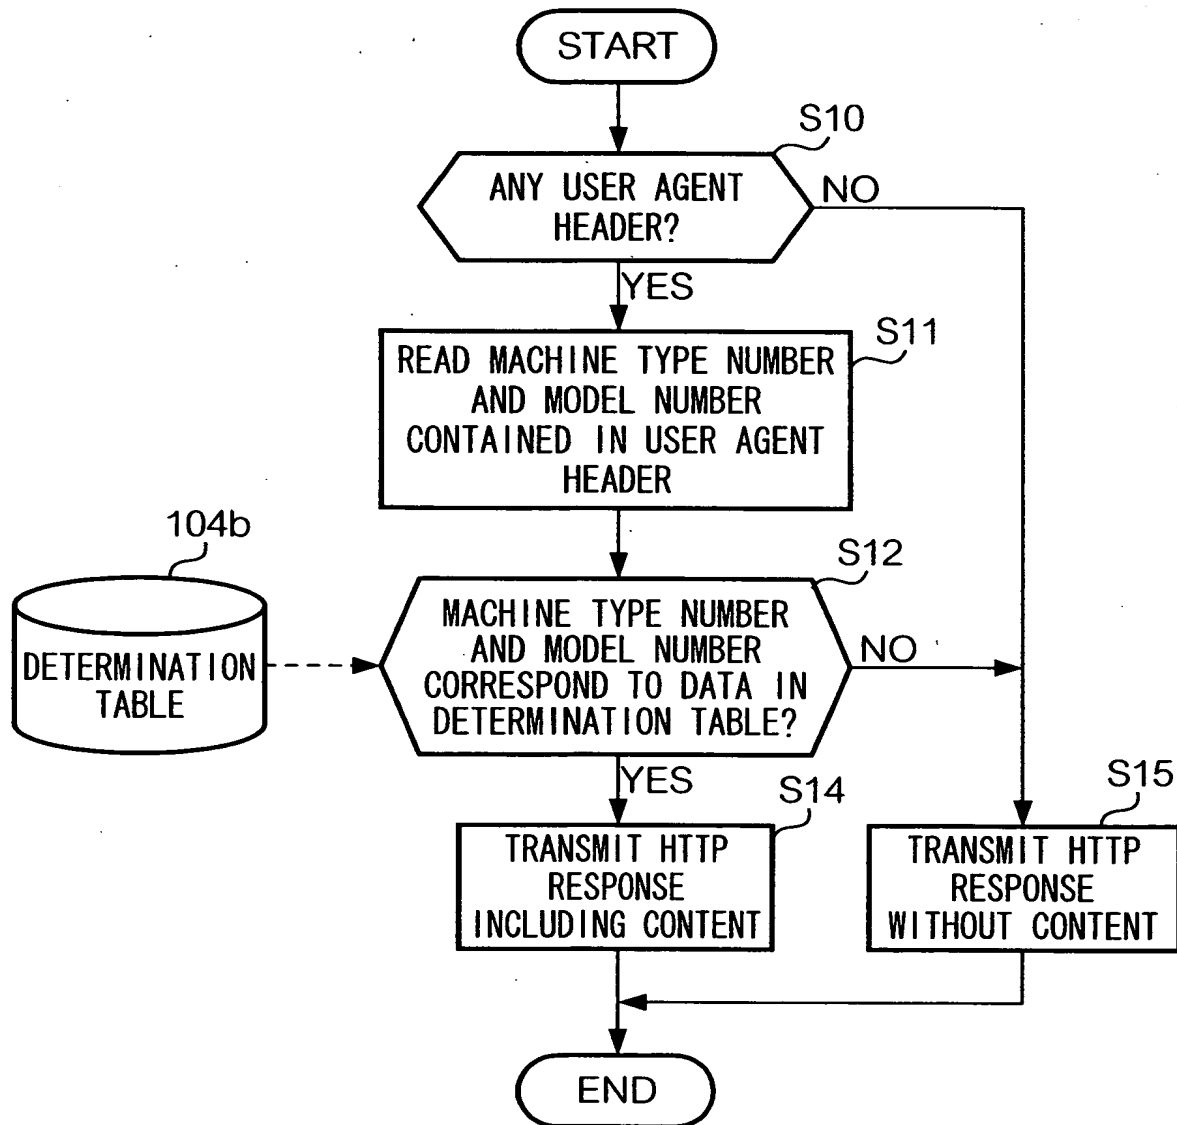 START
S10
ANY USER AGENT
HEADER?
NO
YES
S11
READ MACHINE TYPE NUMBER
AND MODEL NUMBER
CONTAINED IN USER AGENT
HEADER
104b
DETERMINATION
TABLE
S12
MACHINE TYPE NUMBER
AND MODEL NUMBER
CORRESPOND TO DATA IN
DETERMINATION TABLE?
NO
YES
S14
TRANSMIT HTTP
RESPONSE
INCLUDING CONTENT
S15
TRANSMIT HTTP
RESPONSE
WITHOUT CONTENT
END